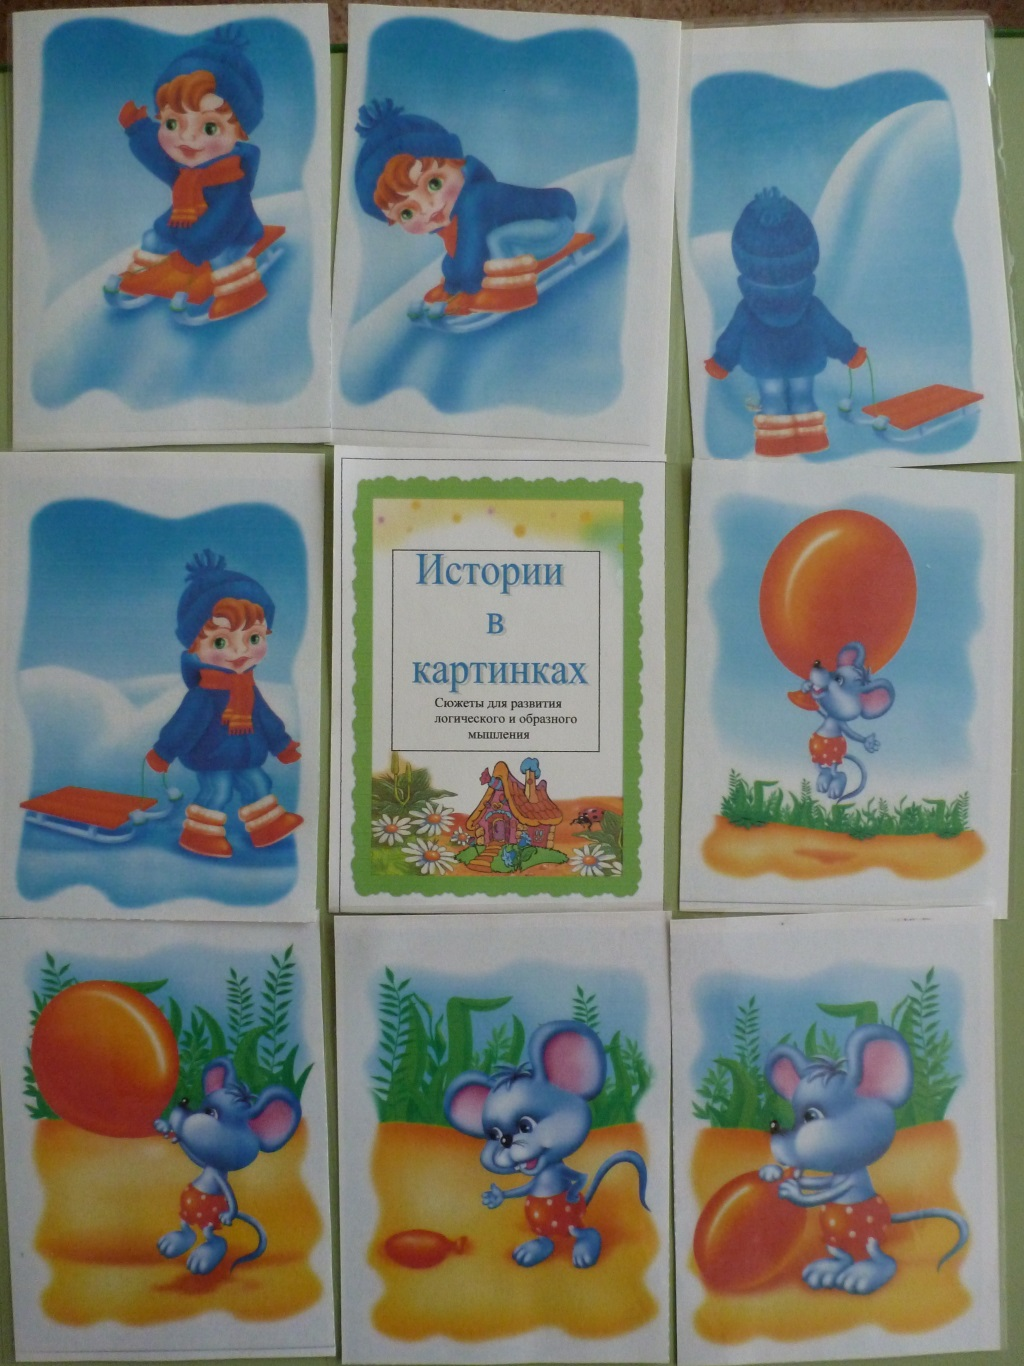 Истории
в
картинках
Сюжеты для развития
логического и образного
мышления